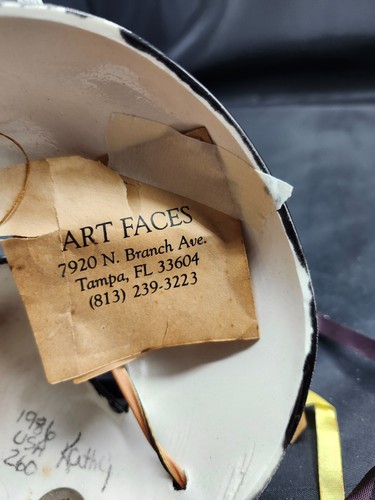 ART FACES
7920 N. Branch Ave.
Tampa, FL 33604
(813) 239-3223
1986
USA
260
Kathy